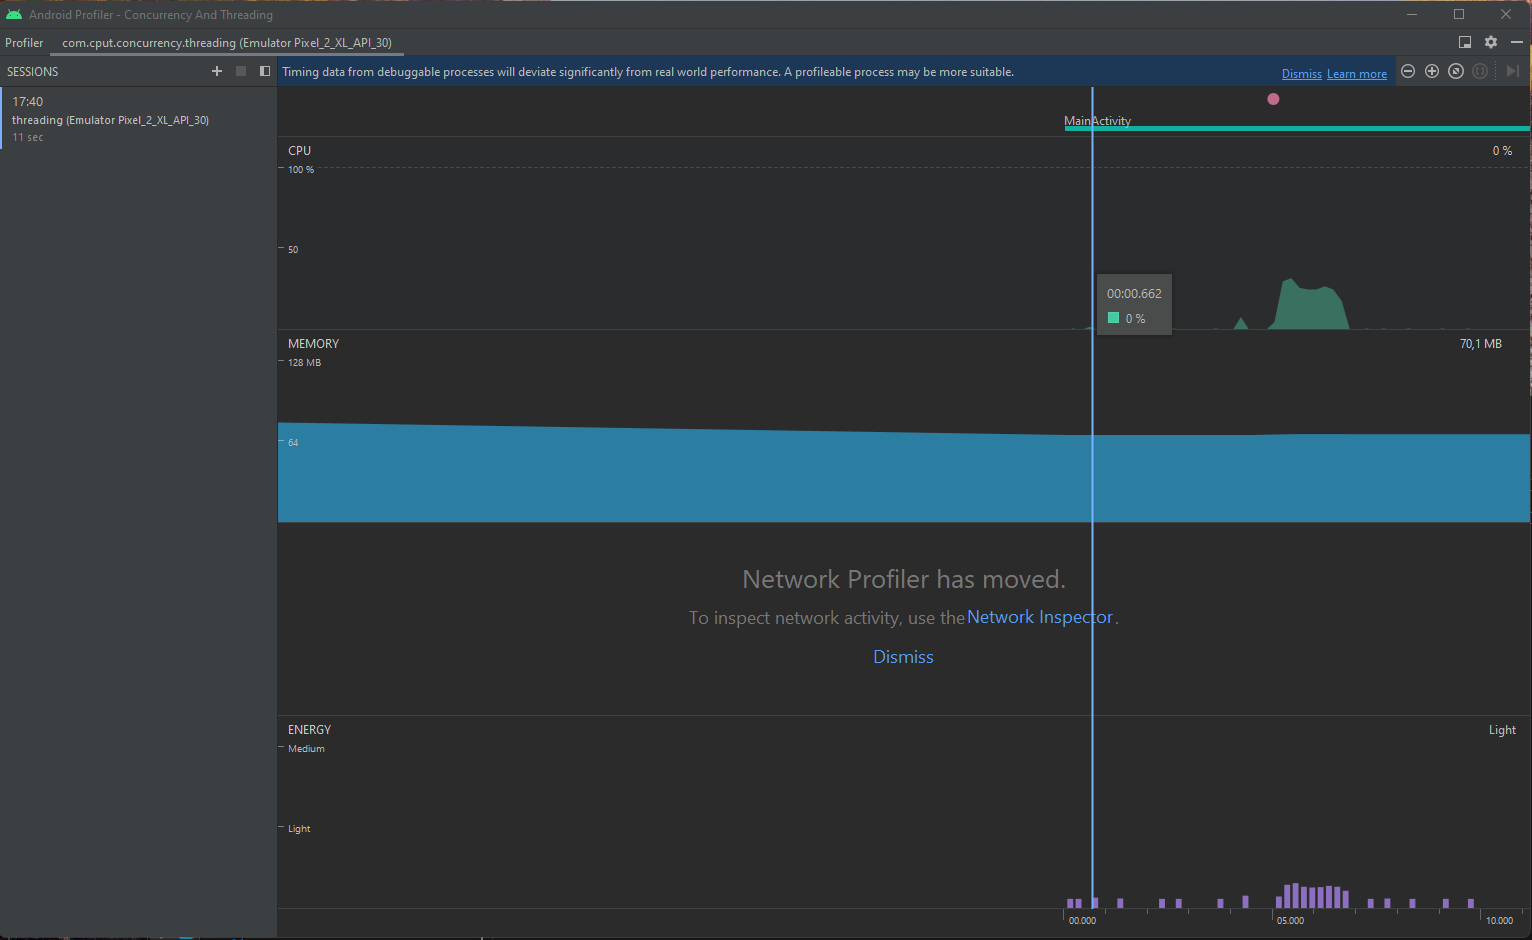 Android Profiler - Concurrency And Threading
Profiler com.cput.concurrency.threading (Emulator Pixel_2_XL_API_30)
SESSIONS
Timing data from debuggable processes will deviate significantly from real world performance. A profileable process may be more suitable. Dismiss Learn more
17:40
threading (Emulator Pixel_2_XL_API_30)
11 sec
MainActivity
CPU 0 %
100 %
50
00:00.662
0 %
MEMORY 70,1 MB
128 MB
64
Network Profiler has moved.
To inspect network activity, use the Network Inspector.
Dismiss
ENERGY Light
Medium
Light
00.000 05.000 10.000